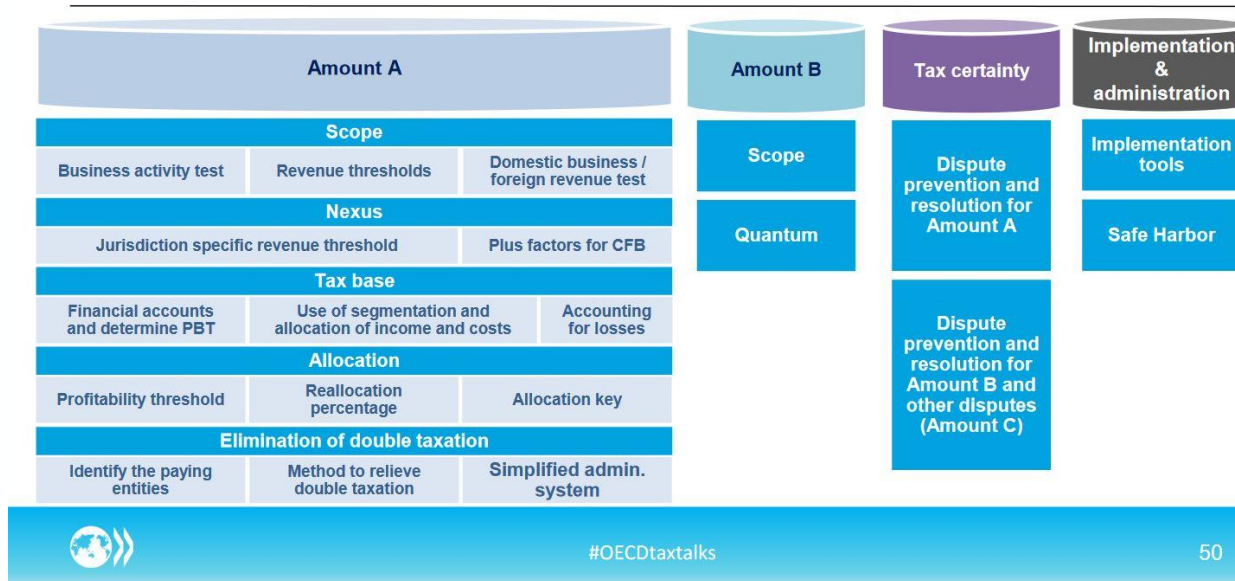 Amount A
Scope
Business activity test
Revenue thresholds
Domestic business /
foreign revenue test
Nexus
Jurisdiction specific revenue threshold
Plus factors for CFB
Tax base
Financial accounts
and determine PBT
Use of segmentation and
allocation of income and costs
Accounting
for losses
Allocation
Profitability threshold
Reallocation
percentage
Allocation key
Elimination of double taxation
Identify the paying
entities
Method to relieve
double taxation
Simplified admin.
system
Amount B
Scope
Quantum
Tax certainty
Dispute
prevention and
resolution for
Amount A
Dispute
prevention and
resolution for
Amount B and
other disputes
(Amount C)
Implementation
&
administration
Implementation
tools
Safe Harbor
#OECDtaxtalks
50